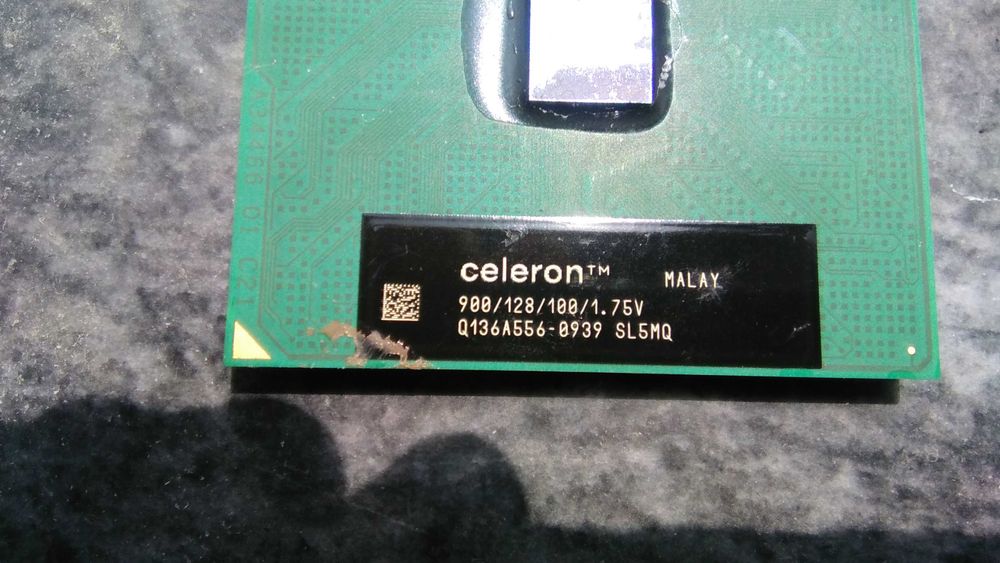 celeron™ MALAY
900/128/100/1.75V
Q136A556-0939 SL5MQ